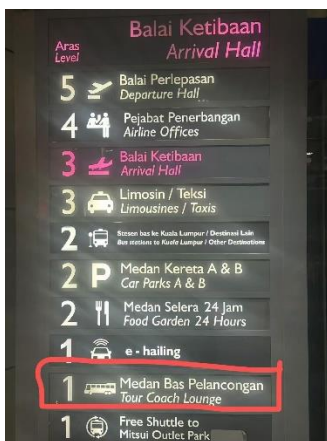 Balai Ketibaan
Aras
Level
Arrival Hall
5 Balai Perlepasan
Departure Hall
4 Pejabat Penerbangan
Airline Offices
3 Balai Ketibaan
Arrival Hall
3 Limosin / Teksi
Limousines / Taxis
2 Stesen bas ke Kuala Lumpur / Destinasi Lain
Bus stations to Kuala Lumpur / Other Destinations
2 P Medan Kereta A & B
Car Parks A & B
2 Medan Selera 24 Jam
Food Garden 24 Hours
1 e - hailing
1 Medan Bas Pelancongan
Tour Coach Lounge
1 Free Shuttle to
Mitsui Outlet Park